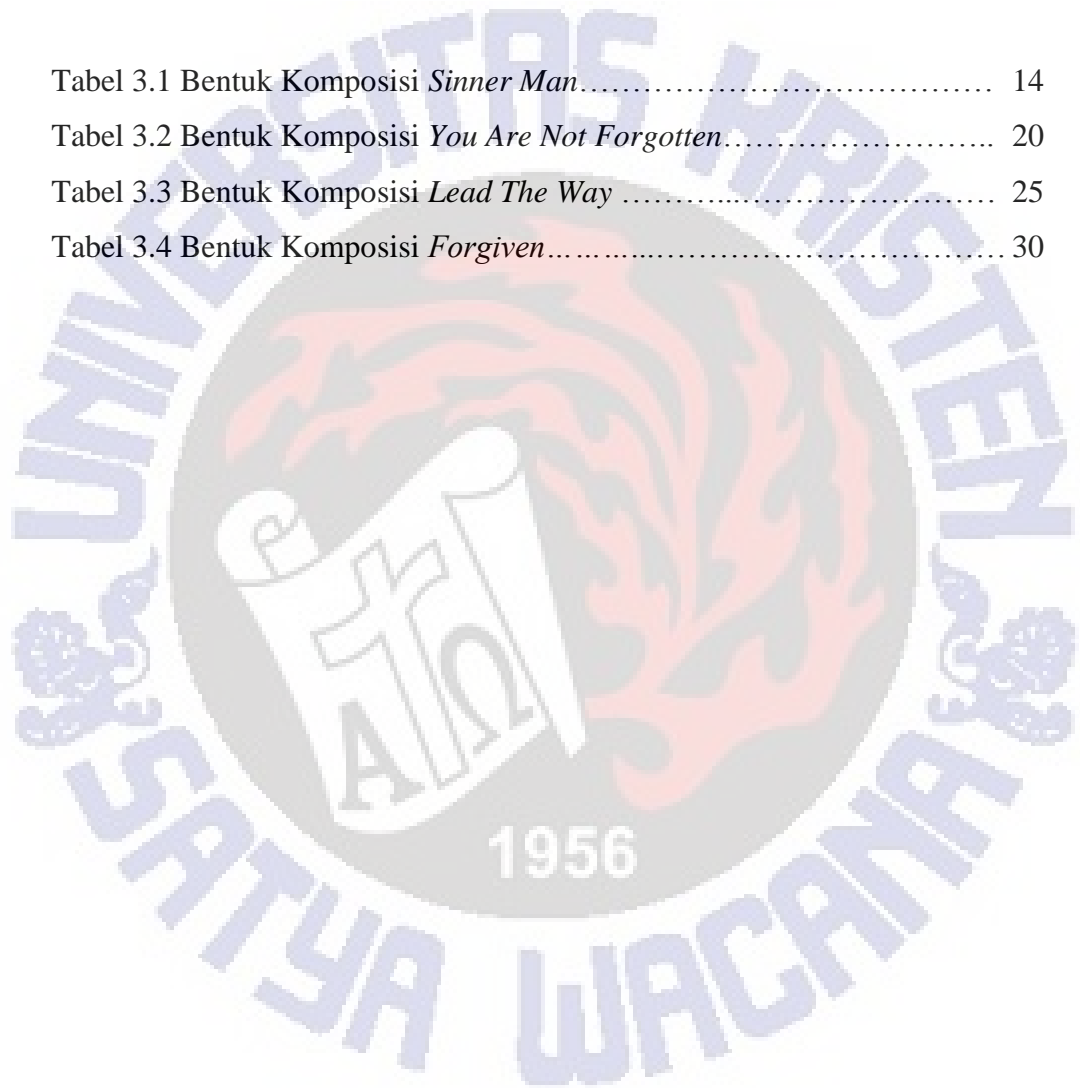 Tabel 3.1 Bentuk Komposisi Sinner Man…………………………………… 14
Tabel 3.2 Bentuk Komposisi You Are Not Forgotten…………………….. 20
Tabel 3.3 Bentuk Komposisi Lead The Way ………...…………………… 25
Tabel 3.4 Bentuk Komposisi Forgiven……………………………………… 30
UNIVERSITAS KRISTEN
Α Ω
1956
SATYA WACANA